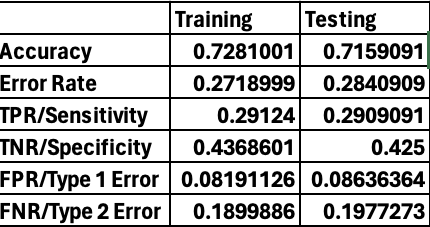 Training Testing
Accuracy 0.7281001 0.7159091
Error Rate 0.2718999 0.2840909
TPR/Sensitivity 0.29124 0.2909091
TNR/Specificity 0.4368601 0.425
FPR/Type 1 Error 0.08191126 0.08636364
FNR/Type 2 Error 0.1899886 0.1977273